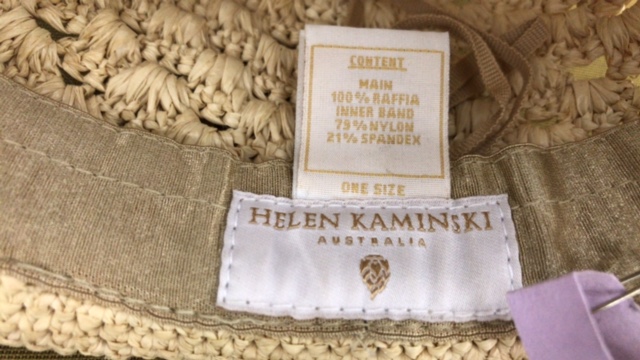 CONTENT
MAIN
100% RAFFIA
INNER BAND
79% NYLON
21% SPANDEX
ONE SIZE
HELEN KAMINSKI
AUSTRALIA